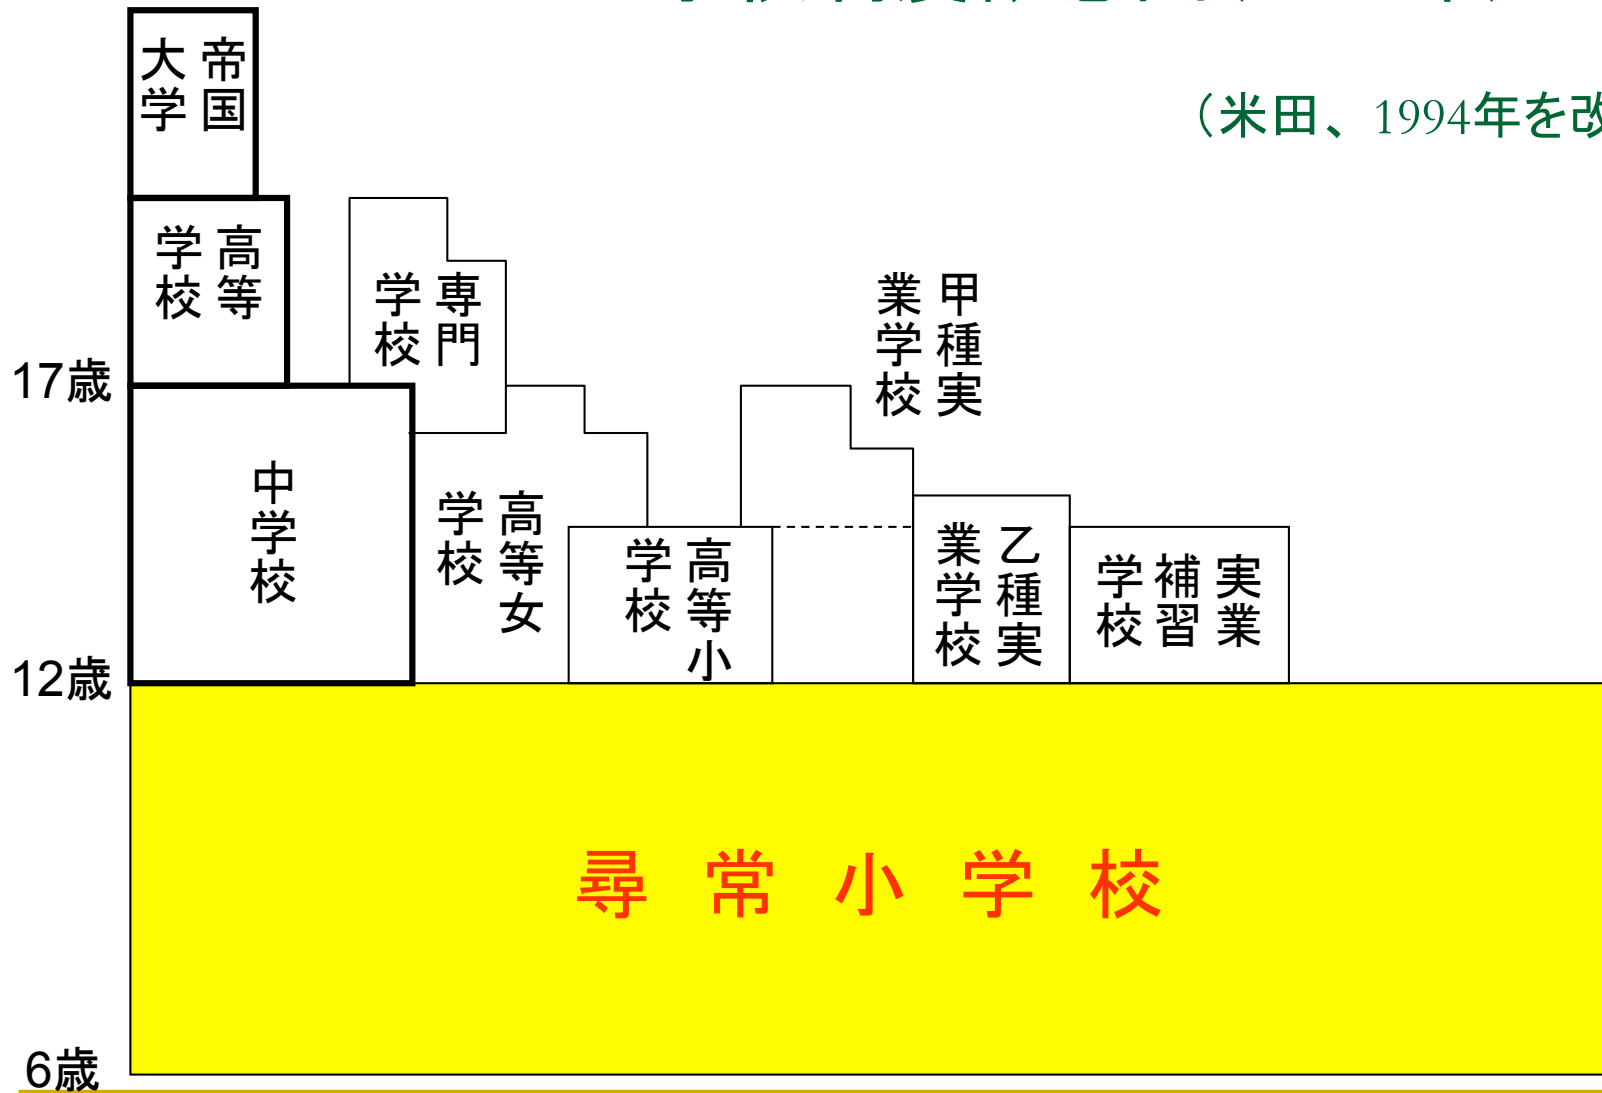 （米田、1994年を改
帝国
大学
高等
学校
専門
学校
甲種実
業学校
17歳
中学校
高等女
学校
高等小
学校
乙種実
業学校
実業
補習
学校
12歳
尋常小学校
6歳